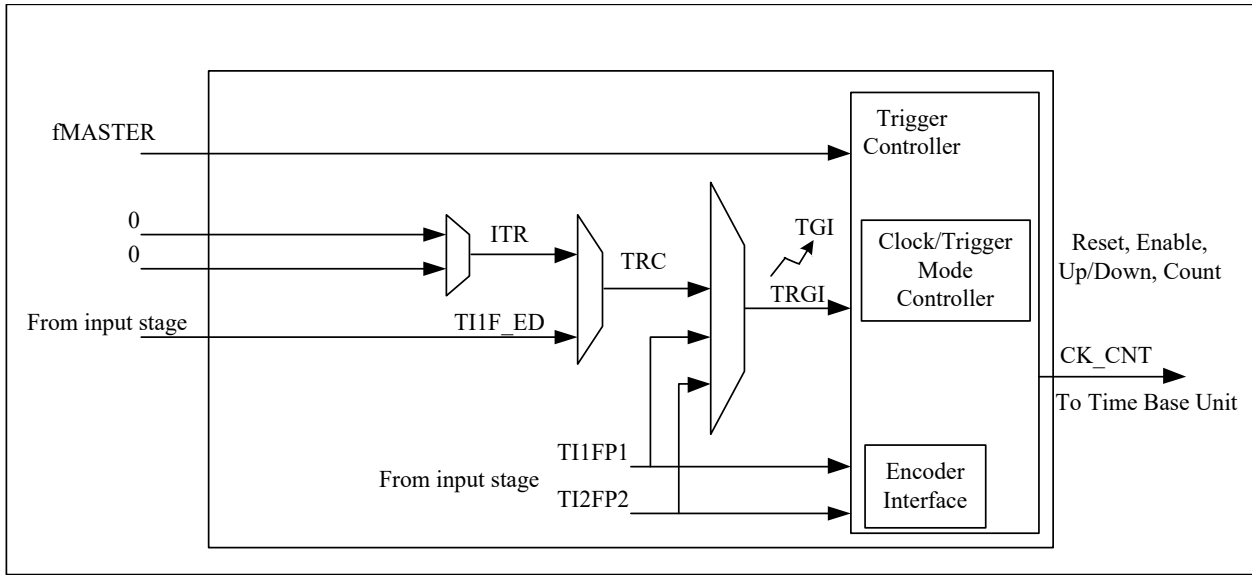 fMASTER
Trigger
Controller
0
0
ITR
TRC
TGI
TRGI
Clock/Trigger
Mode
Controller
Reset, Enable,
Up/Down, Count
From input stage
TI1F_ED
CK_CNT
To Time Base Unit
TI1FP1
From input stage
TI2FP2
Encoder
Interface